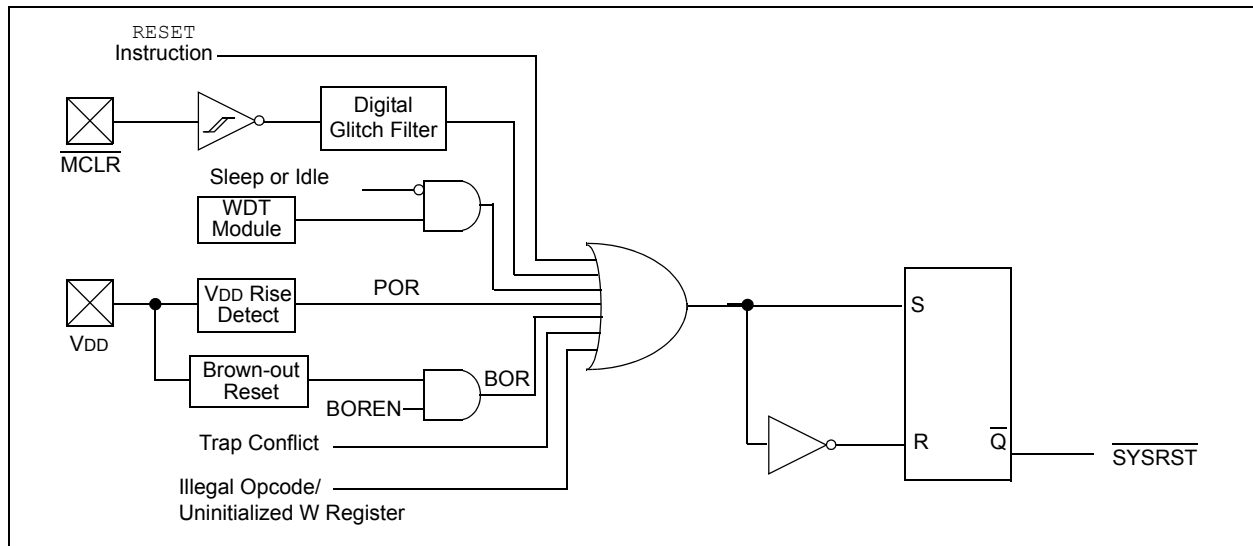 RESET
Instruction
MCLR
Digital
Glitch Filter
Sleep or Idle
WDT
Module
VDD
VDD Rise
Detect
POR
Brown-out
Reset
BOR
BOREN
Trap Conflict
Illegal Opcode/
Uninitialized W Register
S
R
Q
SYSRST